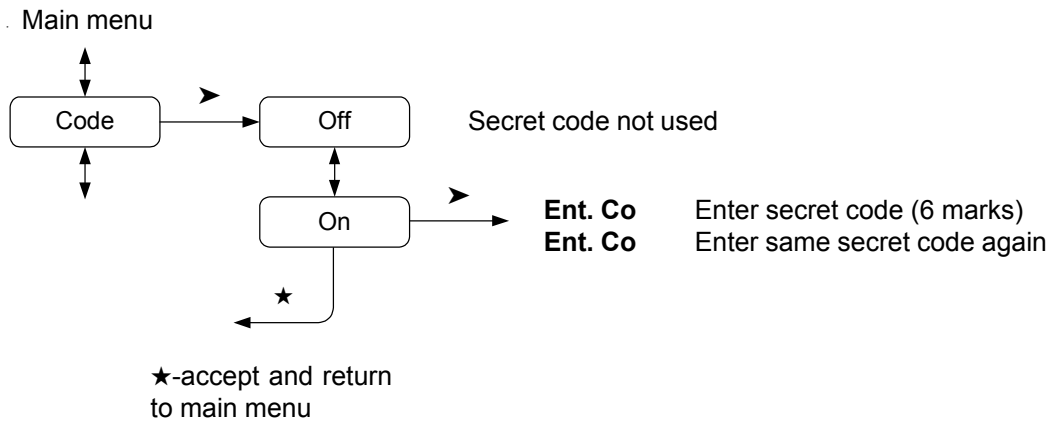 Main menu
Code
Off
Secret code not used
On
Ent. Co Enter secret code (6 marks)
Ent. Co Enter same secret code again
★-accept and return
to main menu